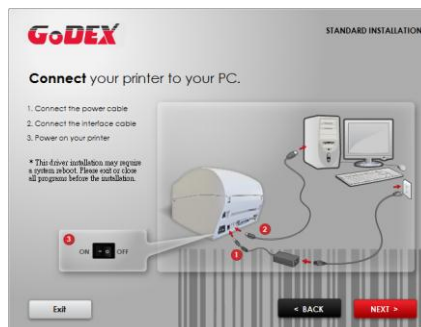 GoDEX
STANDARD INSTALLATION
Connect your printer to your PC.
1. Connect the power cable
2. Connect the interface cable
3. Power on your printer
* This driver installation may require
a system reboot. Please exit or close
all programs before the installation.
3
ON
OFF
2
1
Exit
< BACK
NEXT >